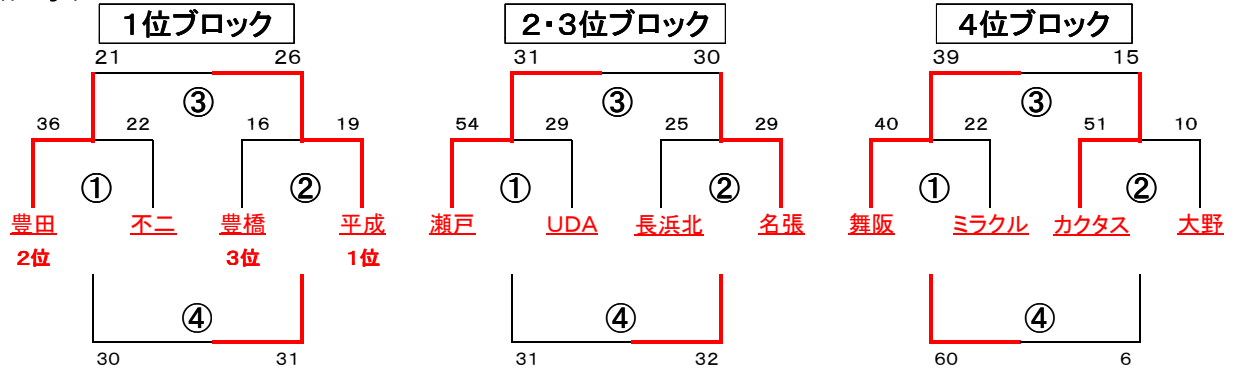 1位ブロック 2・3位ブロック 4位ブロック
21 26 31 30 39 15
③ ③ ③
36 22 16 19 54 29 25 29 40 22 51 10
① ② ① ② ① ②
豊田 不二 豊橋 平成 瀬戸 UDA 長浜北 名張 舞阪 ミラクル カクタス 大野
2位 3位 1位
④ ④ ④
30 31 31 32 60 6